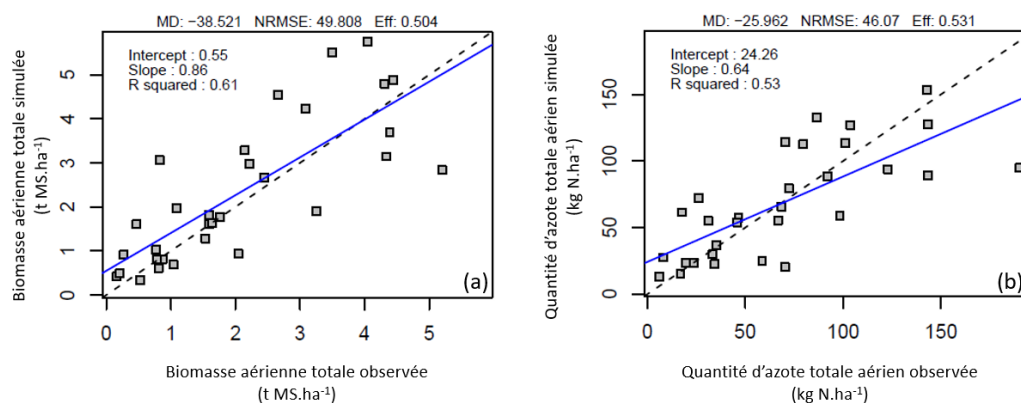 MD: −38.521 NRMSE: 49.808 Eff: 0.504
Intercept : 0.55
Slope : 0.86
R squared : 0.61
Biomasse aérienne totale simulée
(t MS.ha⁻¹)
5
4
3
2
1
0
(a)
0 1 2 3 4 5
Biomasse aérienne totale observée
(t MS.ha⁻¹)
MD: −25.962 NRMSE: 46.07 Eff: 0.531
Intercept : 24.26
Slope : 0.64
R squared : 0.53
Quantité d'azote totale aérien simulée
(kg N.ha⁻¹)
150
100
50
0
(b)
0 50 100 150
Quantité d'azote totale aérien observée
(kg N.ha⁻¹)